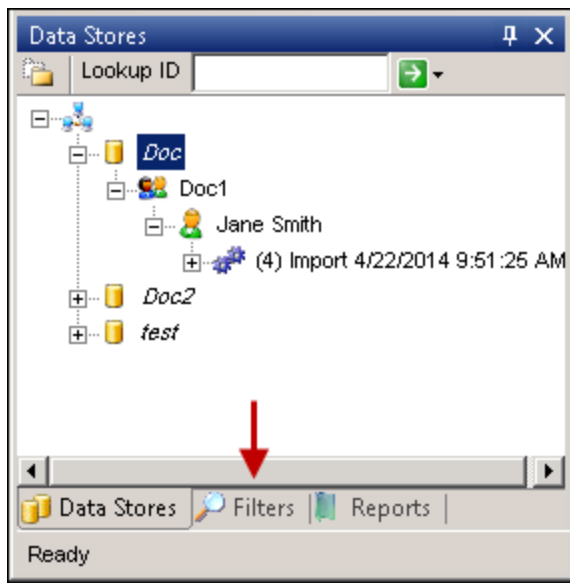 Data Stores
Lookup ID
Doc
Doc1
Jane Smith
(4) Import 4/22/2014 9:51:25 AM
Doc2
test
Data Stores Filters Reports
Ready